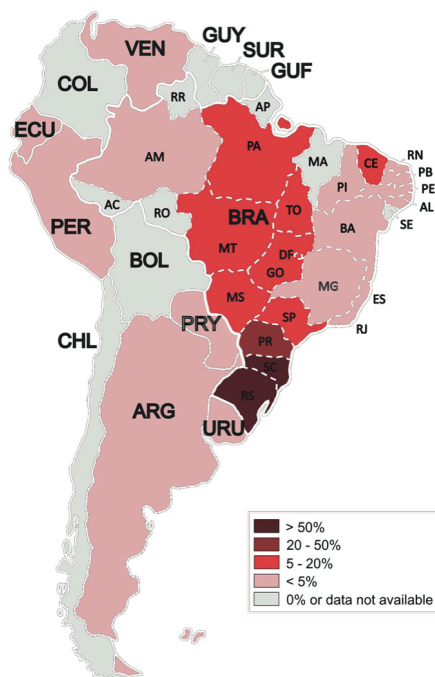 GUY
VEN
SUR
COL
GUF
RR
AP
ECU
AM
PA
MA
CE
RN
PB
PI
PE
AC
RO
TO
AL
BRA
SE
PER
BA
MT
DF
BOL
GO
MG
MS
ES
SP
RJ
PRY
CHL
PR
SC
RS
ARG
URU
> 50%
20 - 50%
5 - 20%
< 5%
0% or data not available